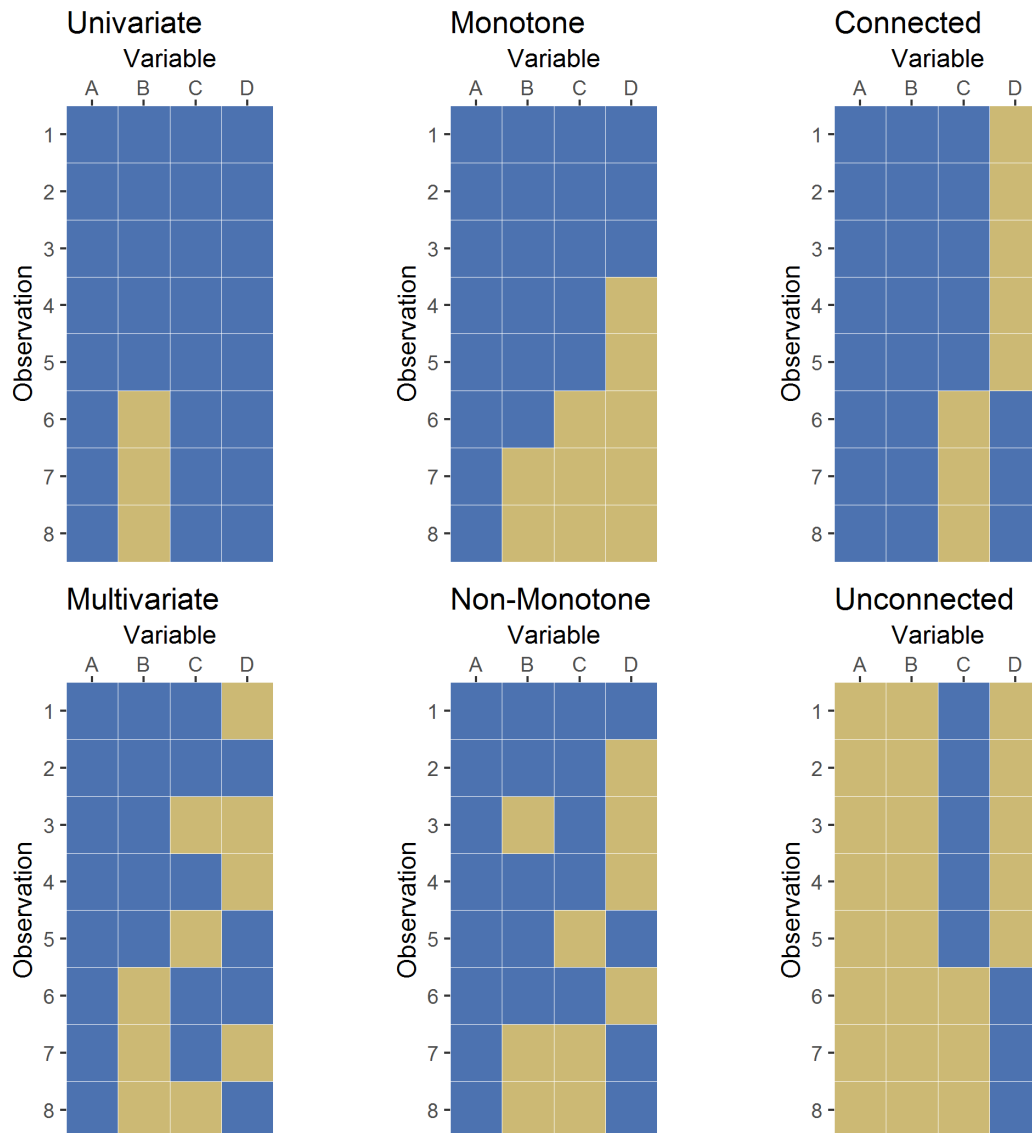 Univariate
Variable
A B C D
Observation
1
2
3
4
5
6
7
8
Monotone
Variable
A B C D
Observation
1
2
3
4
5
6
7
8
Connected
Variable
A B C D
Observation
1
2
3
4
5
6
7
8
Multivariate
Variable
A B C D
Observation
1
2
3
4
5
6
7
8
Non-Monotone
Variable
A B C D
Observation
1
2
3
4
5
6
7
8
Unconnected
Variable
A B C D
Observation
1
2
3
4
5
6
7
8